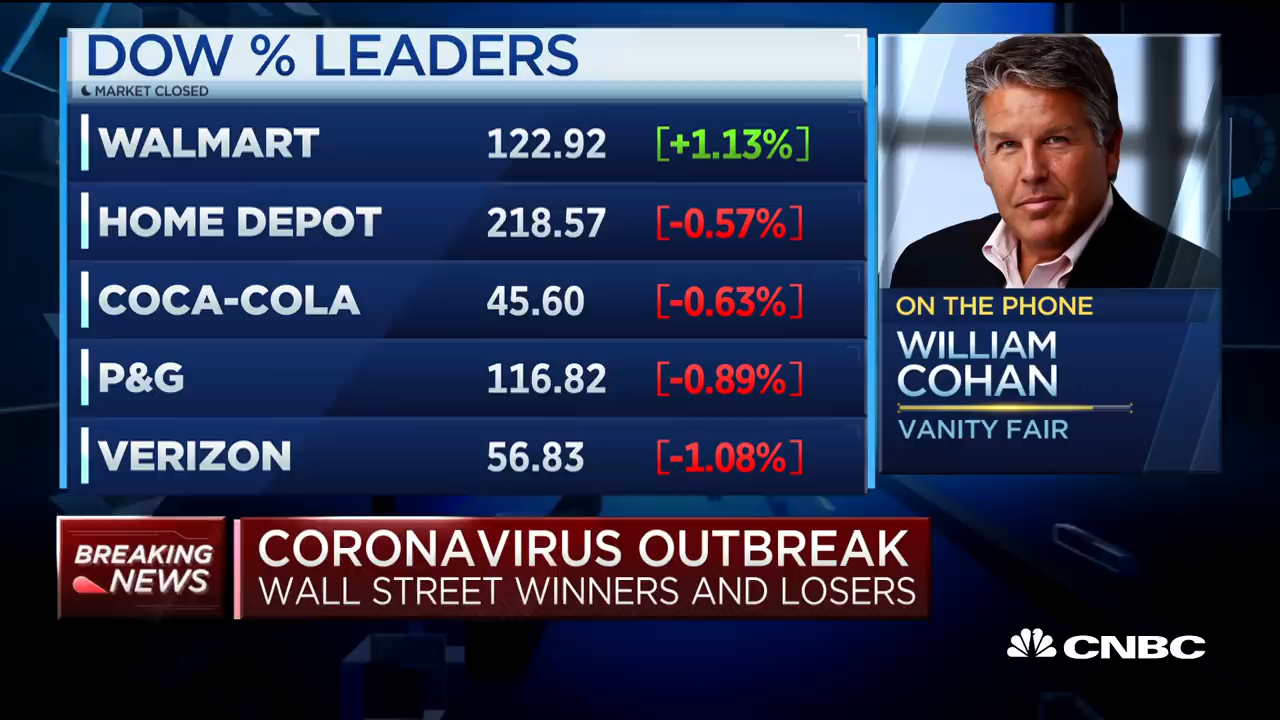 DOW % LEADERS
MARKET CLOSED
WALMART 122.92 [+1.13%]
HOME DEPOT 218.57 [-0.57%]
COCA-COLA 45.60 [-0.63%]
P&G 116.82 [-0.89%]
VERIZON 56.83 [-1.08%]
ON THE PHONE
WILLIAM
COHAN
VANITY FAIR
BREAKING
NEWS
CORONAVIRUS OUTBREAK
WALL STREET WINNERS AND LOSERS
CNBC